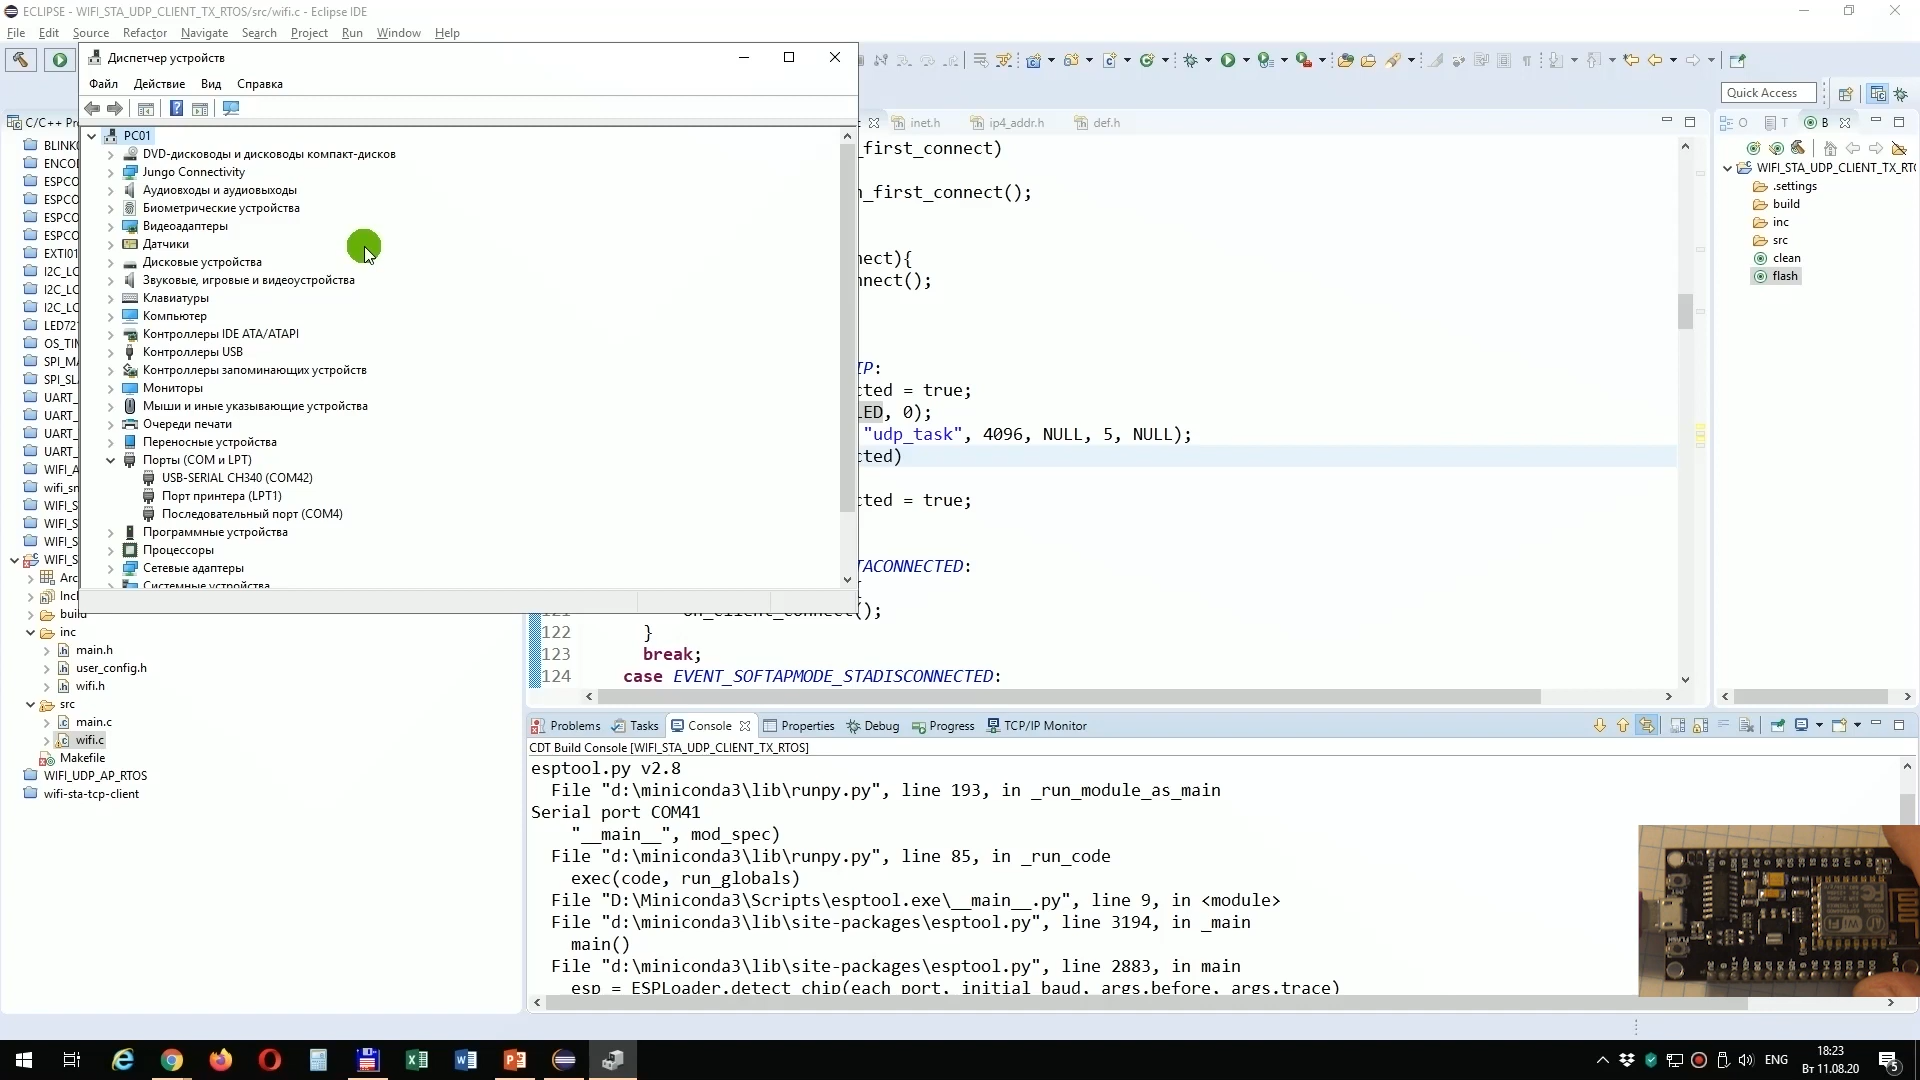 ECLIPSE - WIFI_STA_UDP_CLIENT_TX_RTOS/src/wifi.c - Eclipse IDE
File Edit Source Refactor Navigate Search Project Run Window Help
Диспетчер устройств
Файл Действие Вид Справка
Quick Access
C/C++ Pr
inet.h ip4_addr.h def.h
O T B
PC01
DVD-дисководы и дисководы компакт-дисков
Jungo Connectivity
Аудиовходы и аудиовыходы
Биометрические устройства
Видеоадаптеры
Датчики
Дисковые устройства
Звуковые, игровые и видеоустройства
Клавиатуры
Компьютер
Контроллеры IDE ATA/ATAPI
Контроллеры USB
Контроллеры запоминающих устройств
Мониторы
Мыши и иные указывающие устройства
Очереди печати
Переносные устройства
Порты (COM и LPT)
USB-SERIAL CH340 (COM42)
Порт принтера (LPT1)
Последовательный порт (COM4)
Программные устройства
Процессоры
Сетевые адаптеры
Системные устройства
BLINK
ENCO
ESPCO
ESPCO
ESPCO
ESPCO
EXTI01
I2C_LC
I2C_LC
I2C_LC
LED72
OS_TI
SPI_M
SPI_SL
UART_
UART_
UART_
UART_
WIFI_A
wifi_sn
WIFI_S
WIFI_S
WIFI_S
WIFI_S
Arc
Incl
build
inc
main.h
user_config.h
wifi.h
src
main.c
wifi.c
Makefile
WIFI_UDP_AP_RTOS
wifi-sta-tcp-client
_first_connect)
_first_connect();
nect){
nnect();
IP:
cted = true;
LED, 0);
"udp_task", 4096, NULL, 5, NULL);
cted)
cted = true;
TACONNECTED:
on_client_connect();
122 }
123 break;
124 case EVENT_SOFTAPMODE_STADISCONNECTED:
WIFI_STA_UDP_CLIENT_TX_RTO
.settings
build
inc
src
clean
flash
Problems Tasks Console Properties Debug Progress TCP/IP Monitor
CDT Build Console [WIFI_STA_UDP_CLIENT_TX_RTOS]
esptool.py v2.8
File "d:\miniconda3\lib\runpy.py", line 193, in _run_module_as_main
Serial port COM41
"__main__", mod_spec)
File "d:\miniconda3\lib\runpy.py", line 85, in _run_code
exec(code, run_globals)
File "D:\Miniconda3\Scripts\esptool.exe\__main__.py", line 9, in <module>
File "d:\miniconda3\lib\site-packages\esptool.py", line 3194, in _main
main()
File "d:\miniconda3\lib\site-packages\esptool.py", line 2883, in main
esp = ESPLoader.detect_chip(each_port, initial_baud, args.before, args.trace)
ENG
18:23
Вт 11.08.20
5